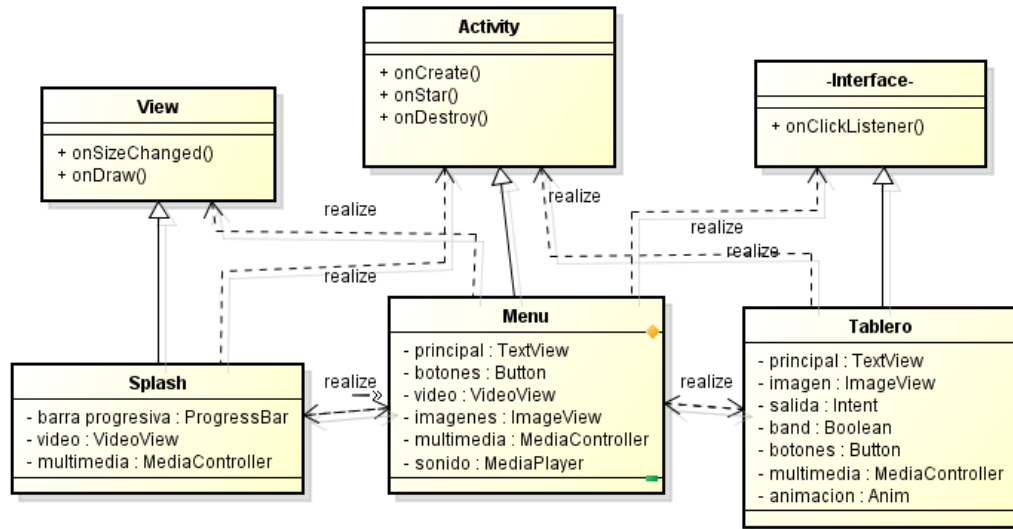 Activity
+ onCreate()
+ onStar()
+ onDestroy()
-Interface-
+ onClickListener()
View
+ onSizeChanged()
+ onDraw()
realize
realize
realize
realize
realize
Splash
- barra progresiva : ProgressBar
- video : VideoView
- multimedia : MediaController
realize
Menu
- principal : TextView
- botones : Button
- video : VideoView
- imagenes : ImageView
- multimedia : MediaController
- sonido : MediaPlayer
realize
Tablero
- principal : TextView
- imagen : ImageView
- salida : Intent
- band : Boolean
- botones : Button
- multimedia : MediaController
- animacion : Anim